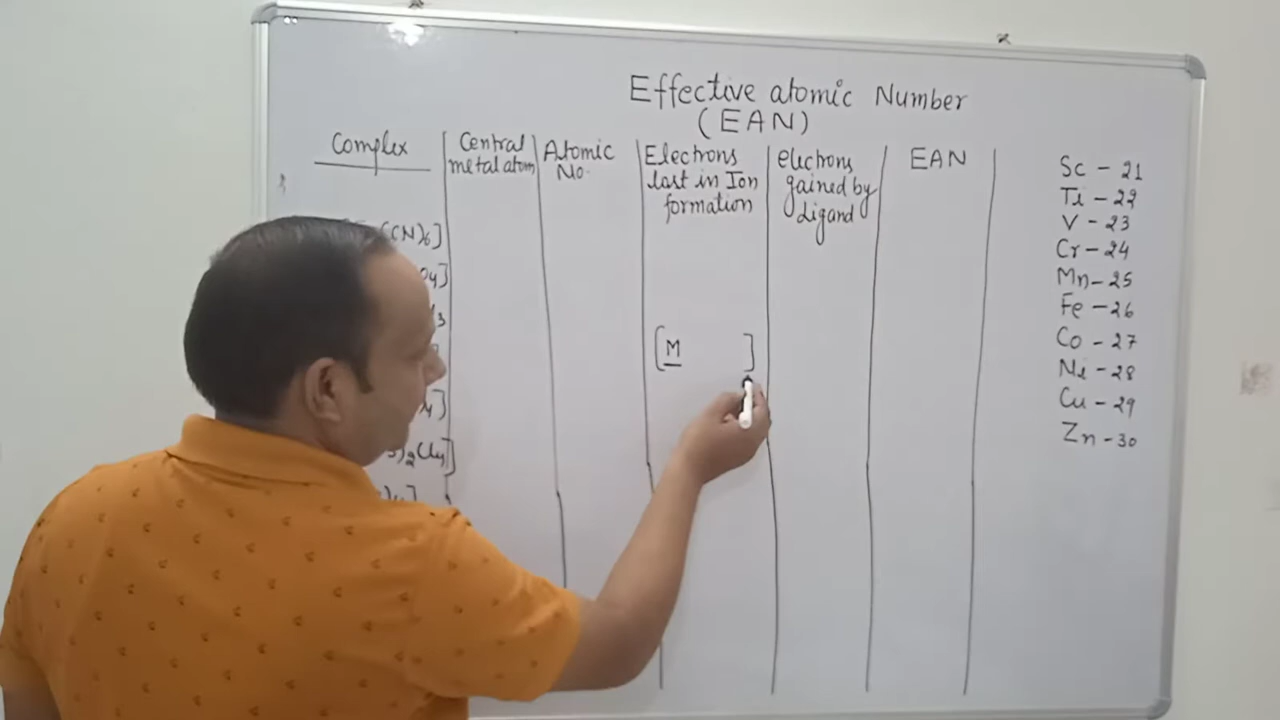 Effective atomic Number
(EAN)
Complex
Central
metal atom
Atomic
No.
Electrons
lost in Ion
formation
electrons
gained by
Ligand
EAN
(CN)6]
O4]
)3
[M ]
4]
)2Cl4]
Sc - 21
Ti - 22
V - 23
Cr - 24
Mn - 25
Fe - 26
Co - 27
Ni - 28
Cu - 29
Zn - 30